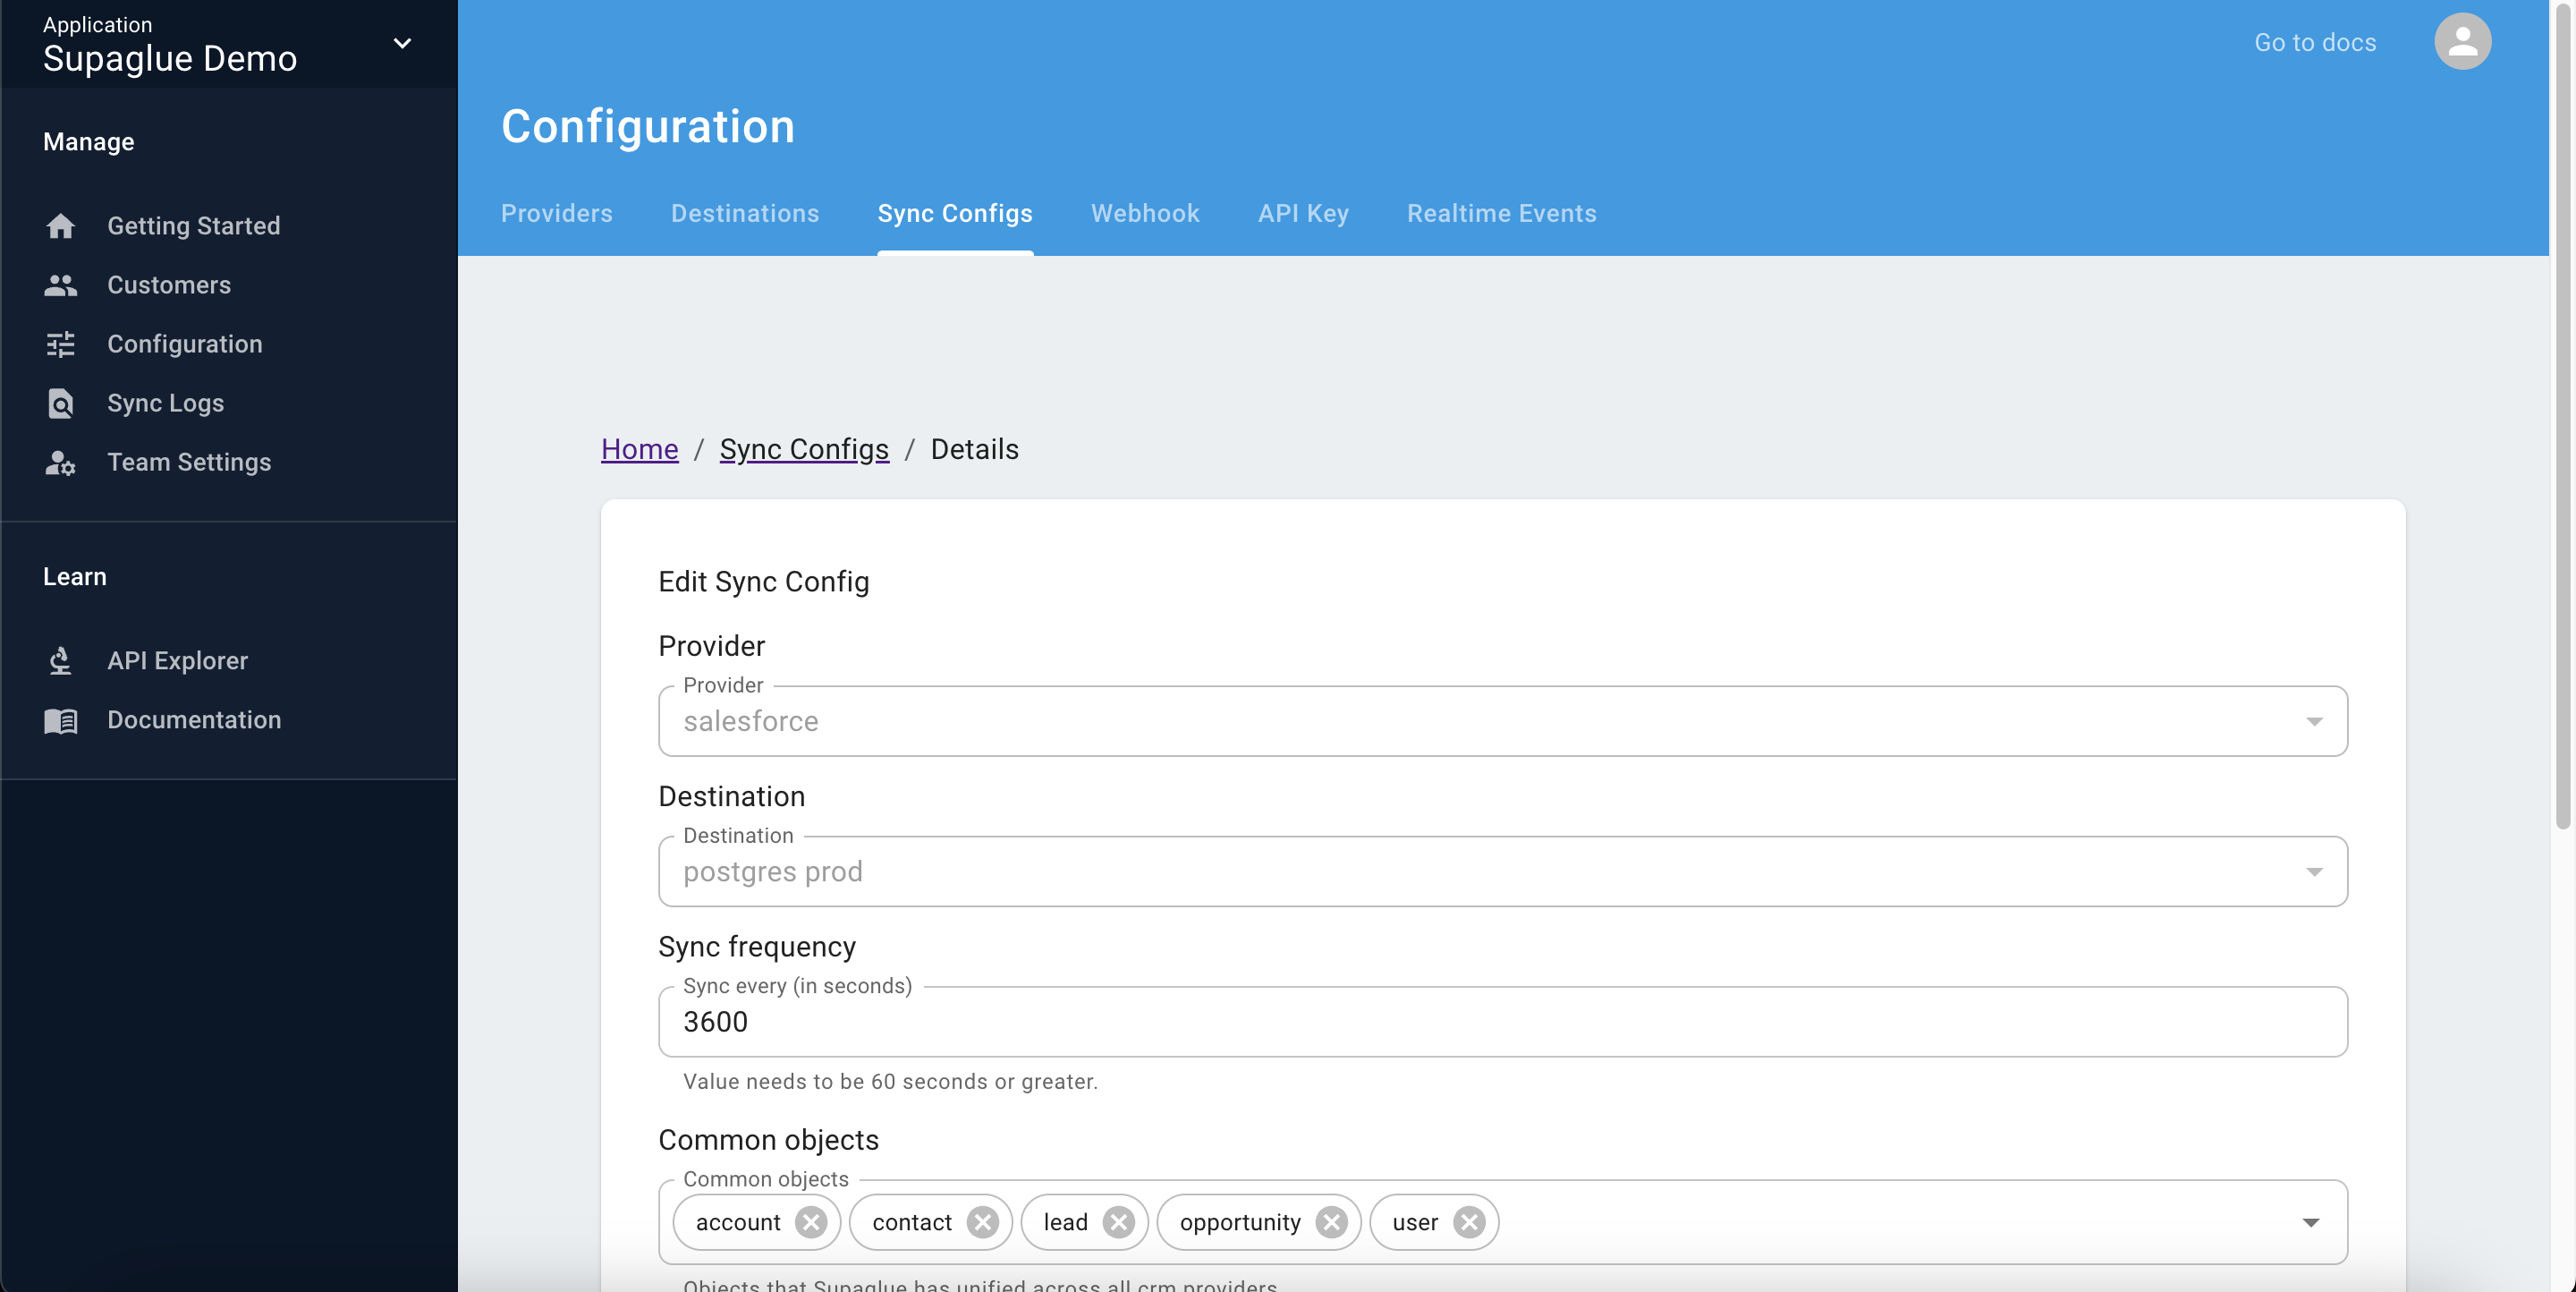 Application
Supaglue Demo
Manage
Getting Started
Customers
Configuration
Sync Logs
Team Settings
Learn
API Explorer
Documentation
Go to docs
Configuration
Providers Destinations Sync Configs Webhook API Key Realtime Events
Home / Sync Configs / Details
Edit Sync Config
Provider
Provider
salesforce
Destination
Destination
postgres prod
Sync frequency
Sync every (in seconds)
3600
Value needs to be 60 seconds or greater.
Common objects
Common objects
account contact lead opportunity user
Objects that Supaglue has unified across all crm providers